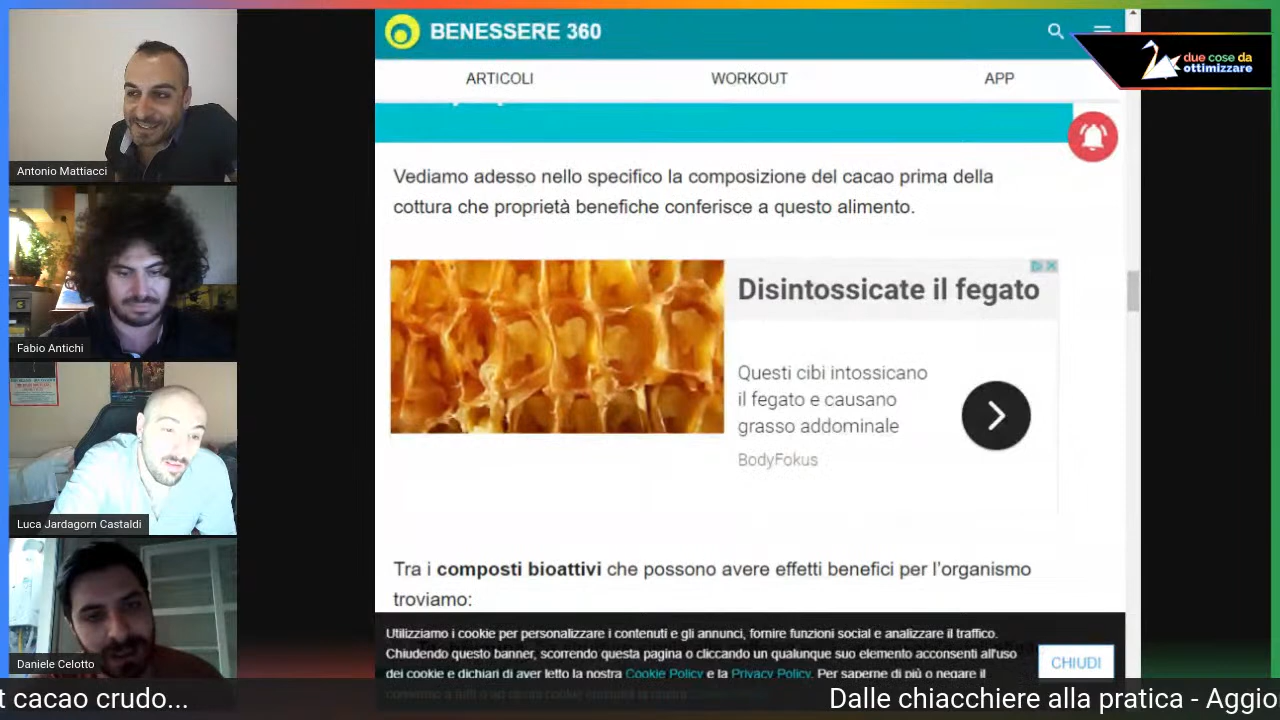 Antonio Mattiacci
Fabio Antichi
Luca Jardagorn Castaldi
Daniele Celotto
BENESSERE 360
ARTICOLI
WORKOUT
APP
due cose da
ottimizzare
Vediamo adesso nello specifico la composizione del cacao prima della
cottura che proprietà benefiche conferisce a questo alimento.
Disintossicate il fegato
Questi cibi intossicano
il fegato e causano
grasso addominale
BodyFokus
Tra i composti bioattivi che possono avere effetti benefici per l'organismo
troviamo:
Utilizziamo i cookie per personalizzare i contenuti e gli annunci, fornire funzioni social e analizzare il traffico.
Chiudendo questo banner, scorrendo questa pagina o cliccando un qualunque suo elemento acconsenti all'uso
dei cookie e dichiari di aver letto la nostra Cookie Policy e la Privacy Policy. Per saperne di più o negare il
CHIUDI
t cacao crudo...
Dalle chiacchiere alla pratica - Aggio